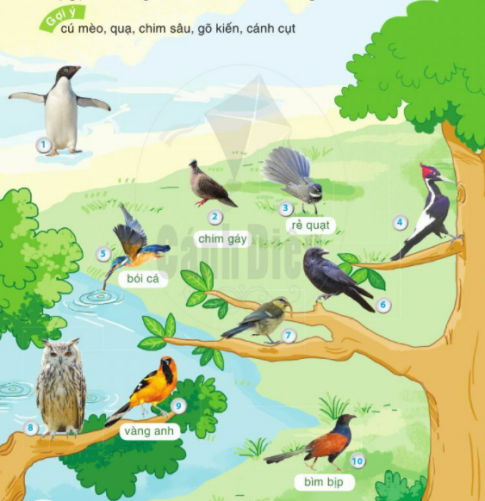 Gợi ý
cú mèo, quạ, chim sâu, gõ kiến, cánh cụt
1
2
chim gáy
3
rẻ quạt
4
5
bói cá
Cánh Diều
6
7
8
9
vàng anh
10
bìm bịp